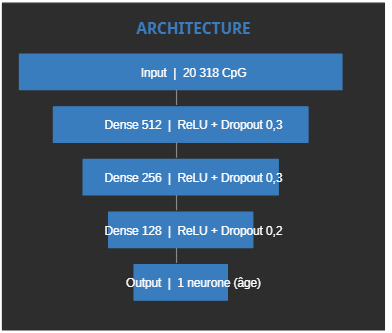 ARCHITECTURE
Input | 20 318 CpG
Dense 512 | ReLU + Dropout 0,3
Dense 256 | ReLU + Dropout 0,3
Dense 128 | ReLU + Dropout 0,2
Output | 1 neurone (âge)